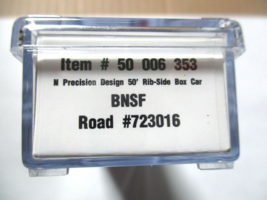 Item # 50 006 353
N Precision Design 50' Rib-Side Box Car
BNSF
Road #723016